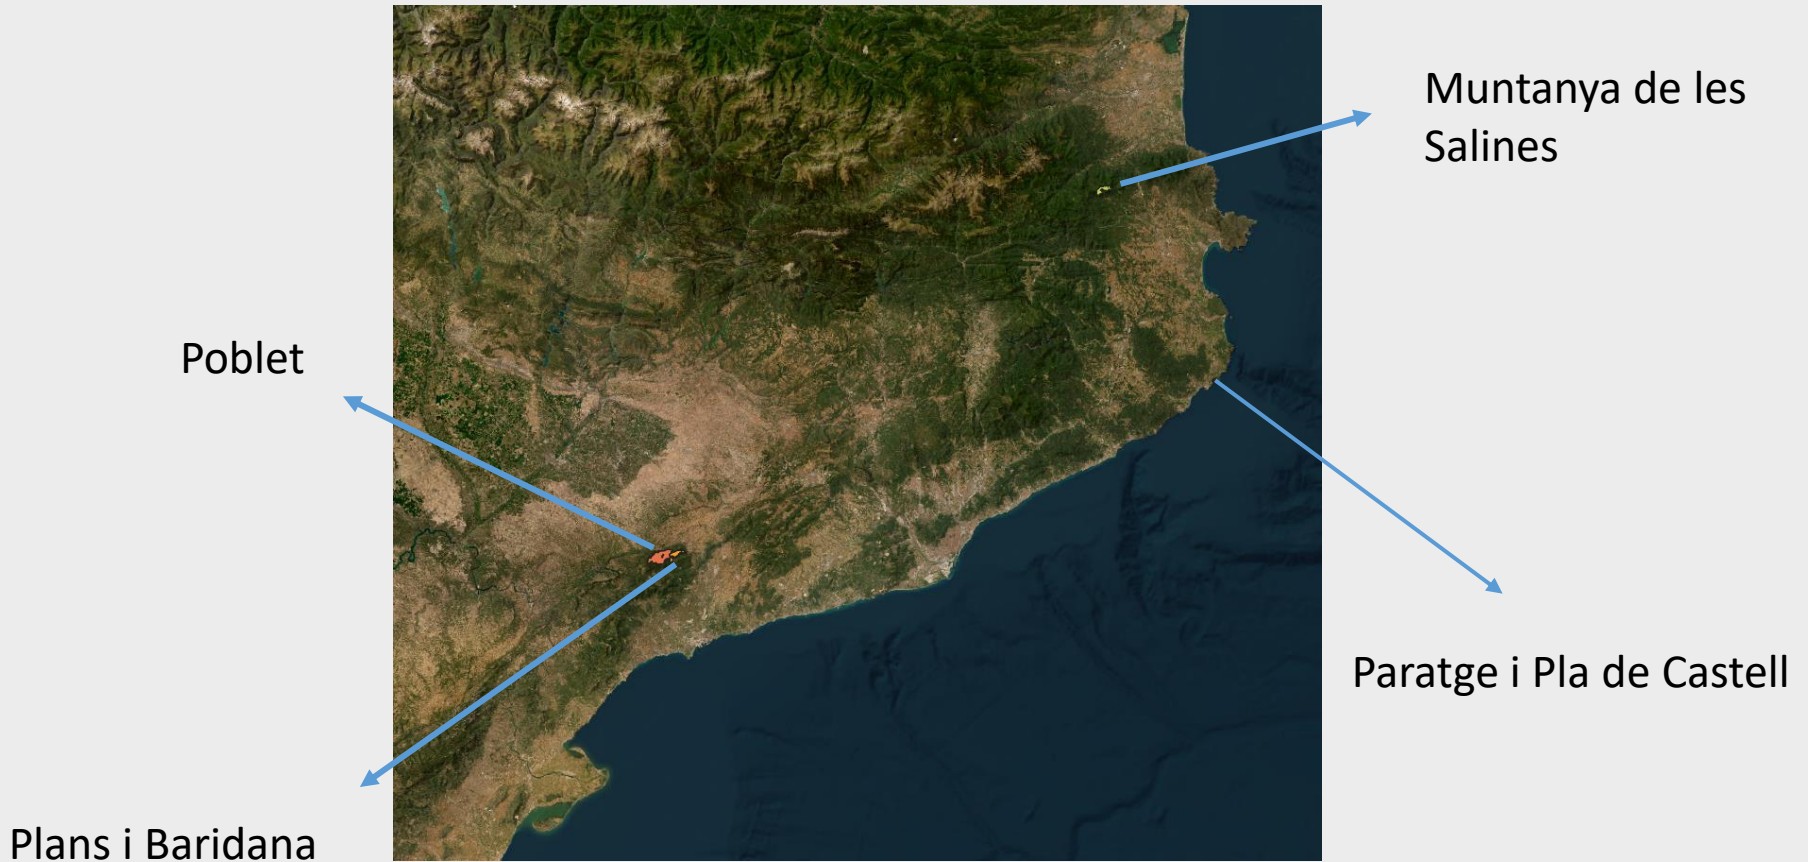 Muntanya de les
Salines
Poblet
Paratge i Pla de Castell
Plans i Baridana